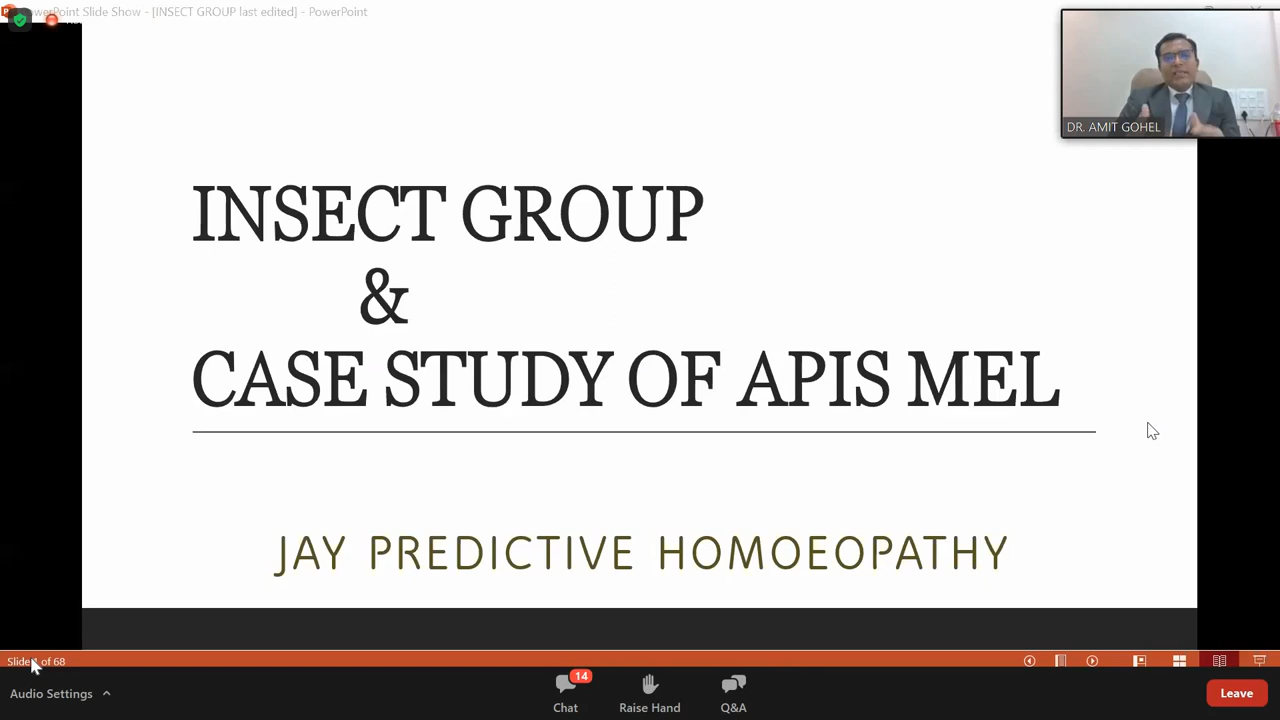 PowerPoint Slide Show - [INSECT GROUP last edited] - PowerPoint
DR. AMIT GOHEL
INSECT GROUP
&
CASE STUDY OF APIS MEL
JAY PREDICTIVE HOMOEOPATHY
of 68
Audio Settings
14
Chat
Raise Hand
Q&A
Leave